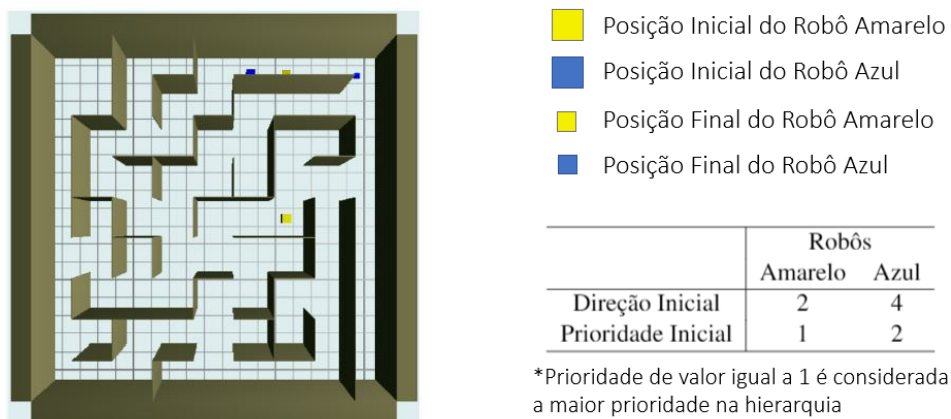 Posição Inicial do Robô Amarelo
Posição Inicial do Robô Azul
Posição Final do Robô Amarelo
Posição Final do Robô Azul
Robôs
Amarelo Azul
Direção Inicial 2 4
Prioridade Inicial 1 2
*Prioridade de valor igual a 1 é considerada
a maior prioridade na hierarquia